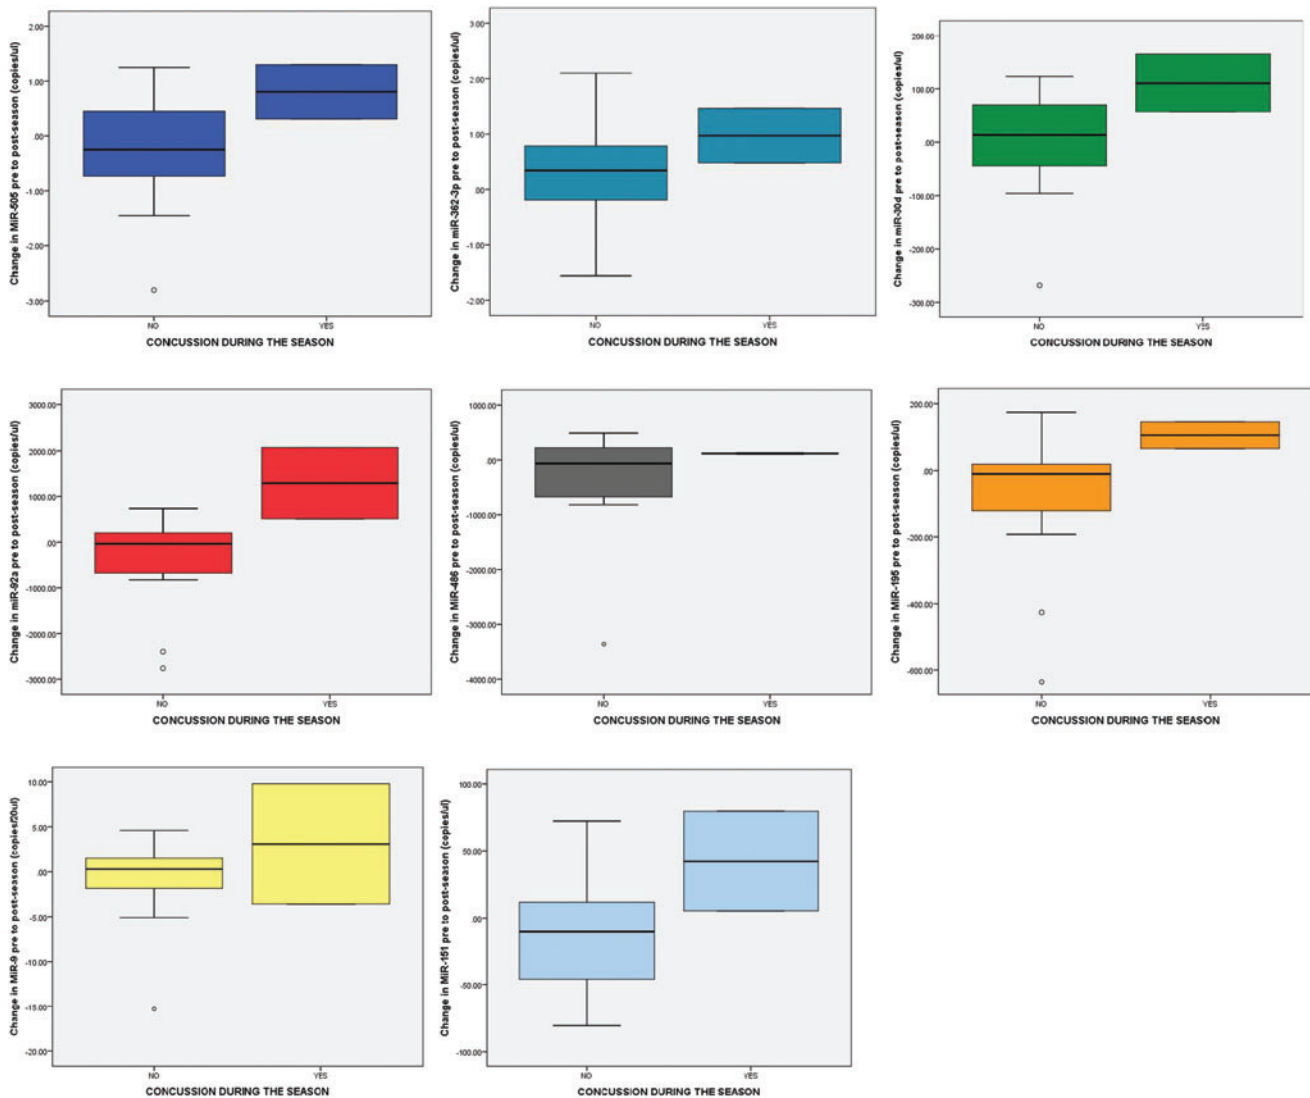 Change in MiR-505 pre to post-season (copies/ul)
2.00
1.00
.00
-1.00
-2.00
-3.00
NO
YES
CONCUSSION DURING THE SEASON
Change in miR-362-3p pre to post-season (copies/ul)
3.00
2.00
1.00
.00
-1.00
-2.00
NO
YES
CONCUSSION DURING THE SEASON
Change in miR-30d pre to post-season (copies/ul)
200.00
100.00
.00
-100.00
-200.00
-300.00
NO
YES
CONCUSSION DURING THE SEASON
Change in miR-92a pre to post-season (copies/ul)
3000.00
2000.00
1000.00
.00
-1000.00
-2000.00
-3000.00
NO
YES
CONCUSSION DURING THE SEASON
Change in MiR-486 pre to post-season (copies/ul)
1000.00
.00
-1000.00
-2000.00
-3000.00
-4000.00
NO
YES
CONCUSSION DURING THE SEASON
Change in MiR-195 pre to post-season (copies/ul)
200.00
.00
-200.00
-400.00
-600.00
NO
YES
CONCUSSION DURING THE SEASON
Change in MiR-9 pre to post-season (copies/20ul)
10.00
5.00
.00
-5.00
-10.00
-15.00
-20.00
NO
YES
CONCUSSION DURING THE SEASON
Change in MiR-151 pre to post-season (copies/ul)
100.00
50.00
.00
-50.00
-100.00
NO
YES
CONCUSSION DURING THE SEASON